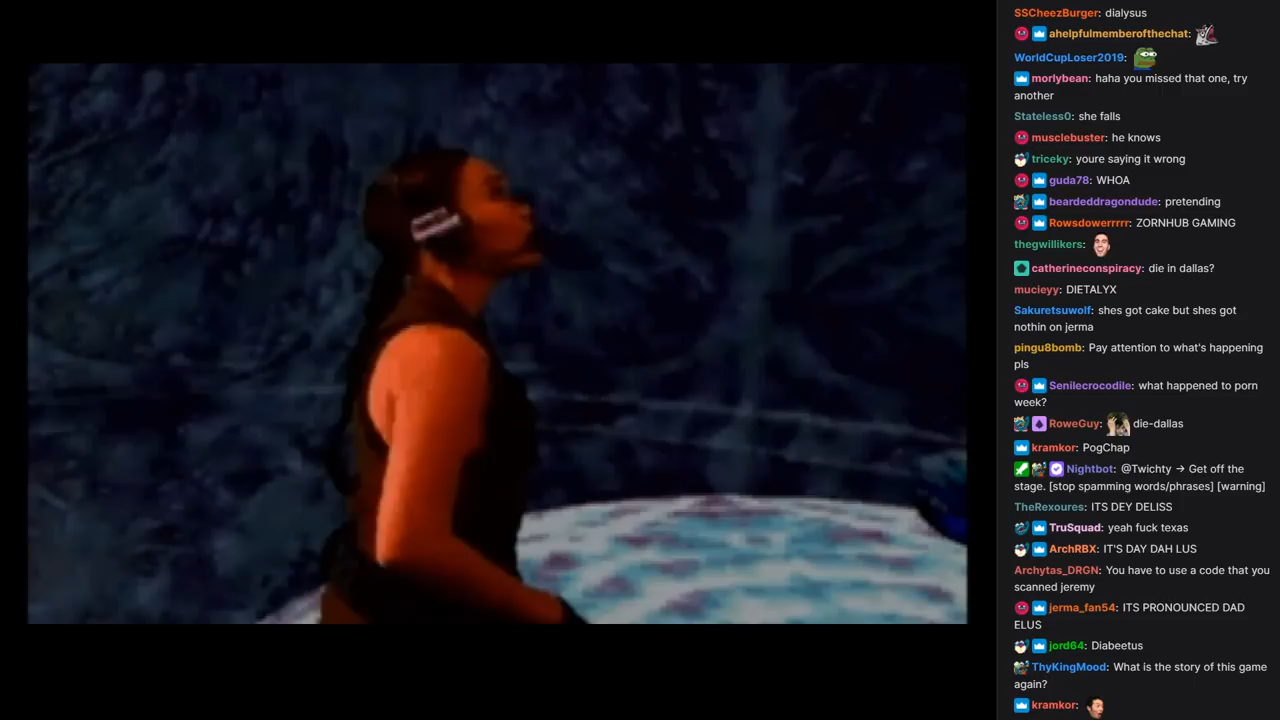 SSCheezBurger: dialysus
ahelpfulmemberofthechat:
WorldCupLoser2019:
morlybean: haha you missed that one, try
another
Stateless0: she falls
musclebuster: he knows
triceky: youre saying it wrong
guda78: WHOA
beardeddragondude: pretending
Rowsdowerrrrr: ZORNHUB GAMING
thegwillikers:
catherineconspiracy: die in dallas?
mucieyy: DIETALYX
Sakuretsuwolf: shes got cake but shes got
nothin on jerma
pingu8bomb: Pay attention to what's happening
pls
Senilecrocodile: what happened to porn
week?
RoweGuy: die-dallas
kramkor: PogChap
Nightbot: @Twichty → Get off the
stage. [stop spamming words/phrases] [warning]
TheRexoures: ITS DEY DELISS
TruSquad: yeah fuck texas
ArchRBX: IT'S DAY DAH LUS
Archytas_DRGN: You have to use a code that you
scanned jeremy
jerma_fan54: ITS PRONOUNCED DAD
ELUS
jord64: Diabeetus
ThyKingMood: What is the story of this game
again?
kramkor: